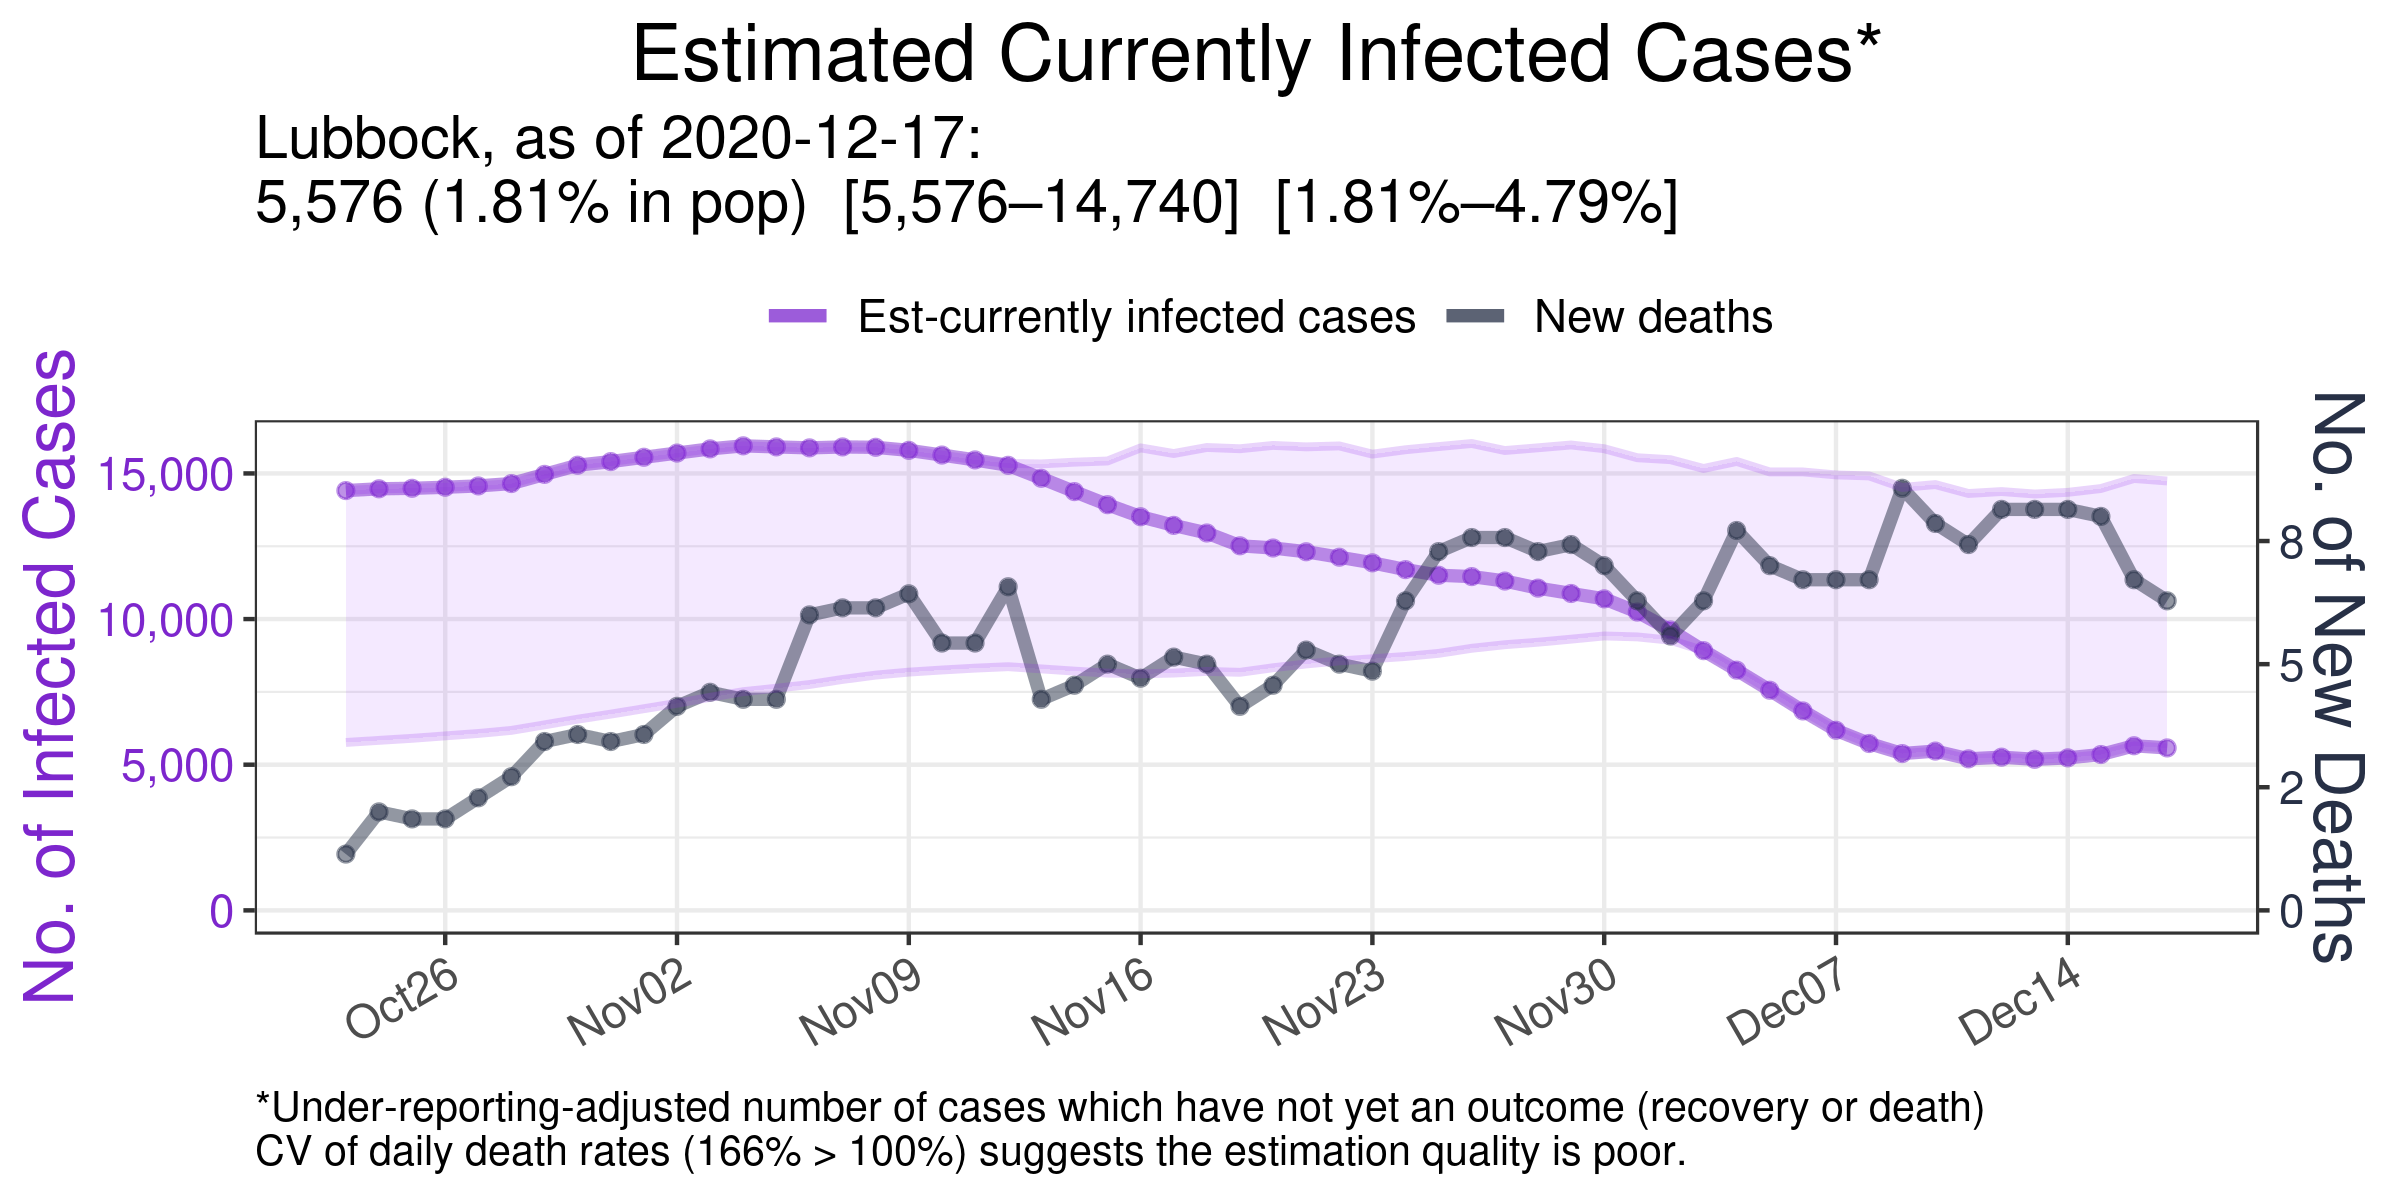 Estimated Currently Infected Cases*
Lubbock, as of 2020-12-17:
5,576 (1.81% in pop)  [5,576–14,740]  [1.81%–4.79%]
Est-currently infected cases
New deaths
No. of Infected Cases
15,000
10,000
5,000
0
8
5
2
0
No. of New Deaths
Oct26
Nov02
Nov09
Nov16
Nov23
Nov30
Dec07
Dec14
*Under-reporting-adjusted number of cases which have not yet an outcome (recovery or death)
CV of daily death rates (166% > 100%) suggests the estimation quality is poor.